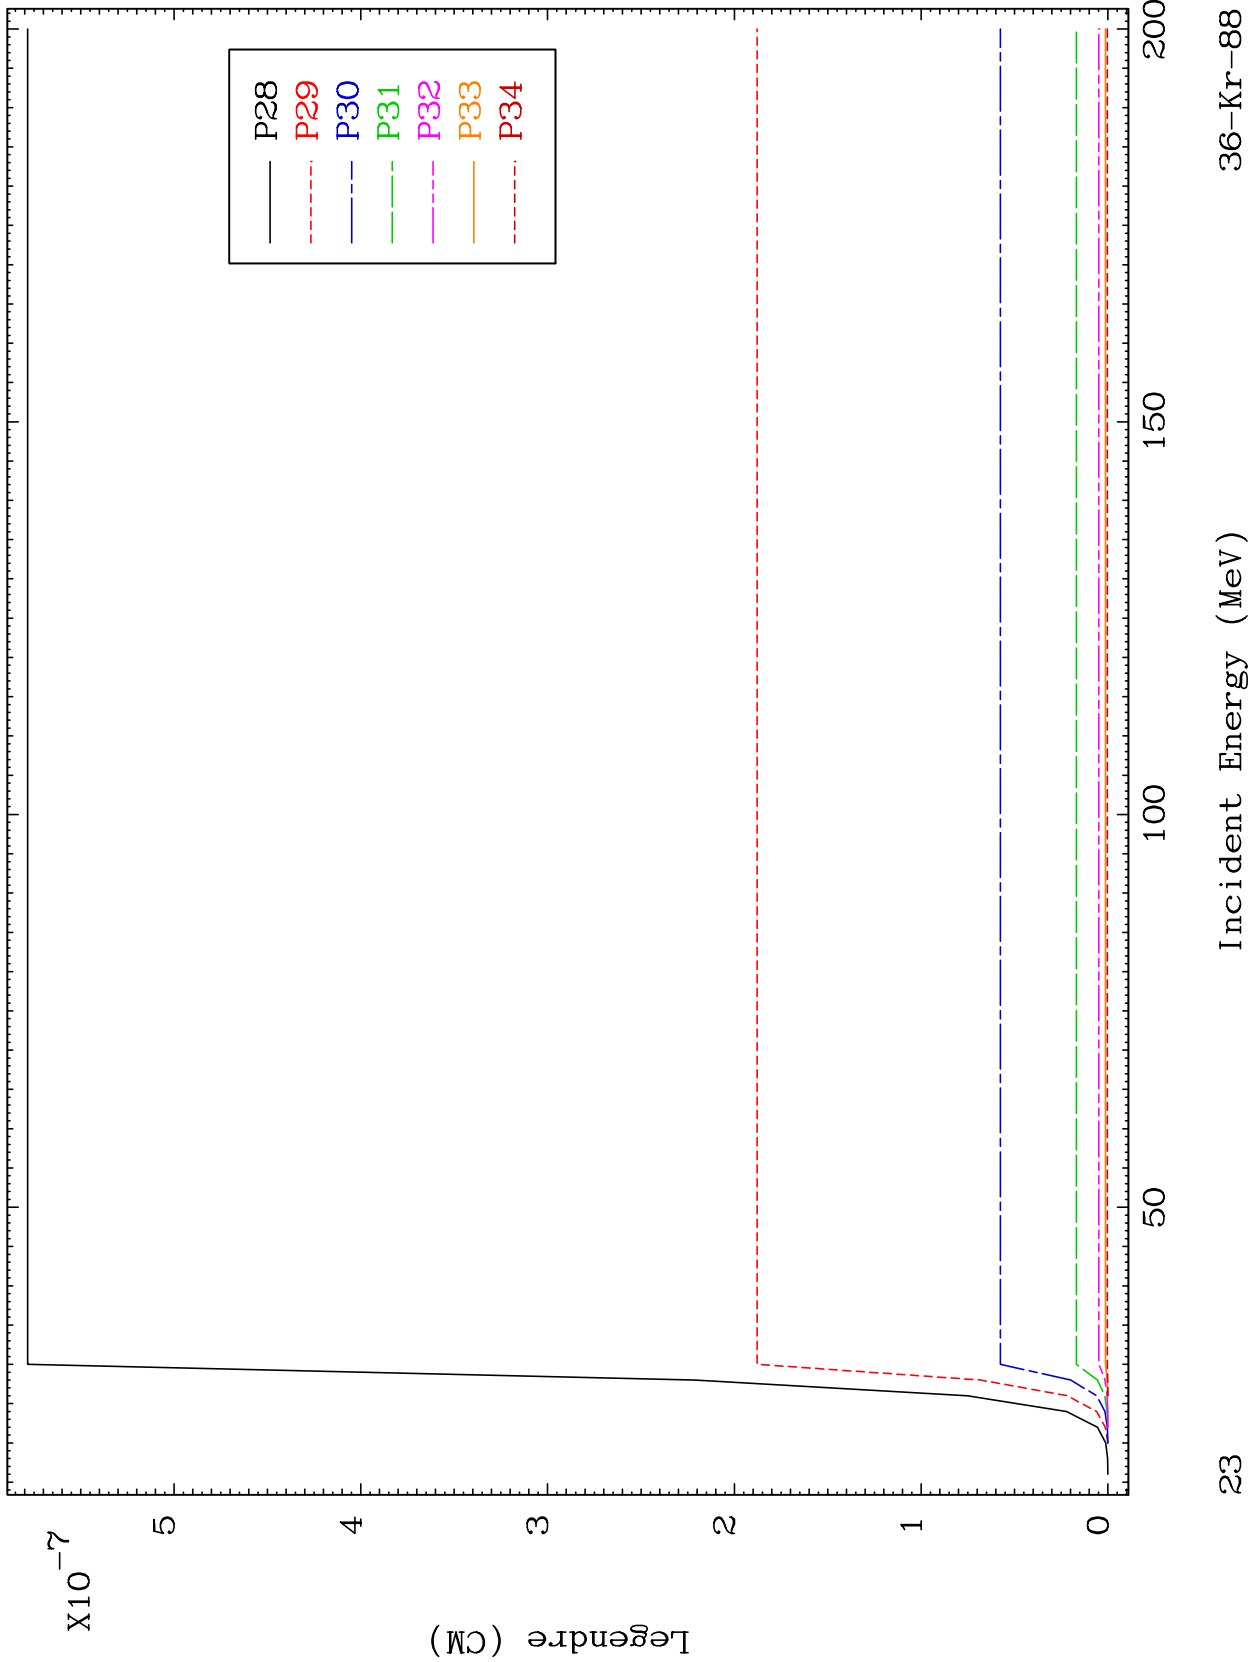 X10-7
5
4
3
2
1
0
Legendre (CM)
P28
P29
P30
P31
P32
P33
P34
50
100
150
200
Incident Energy (MeV)
23
36-Kr-88